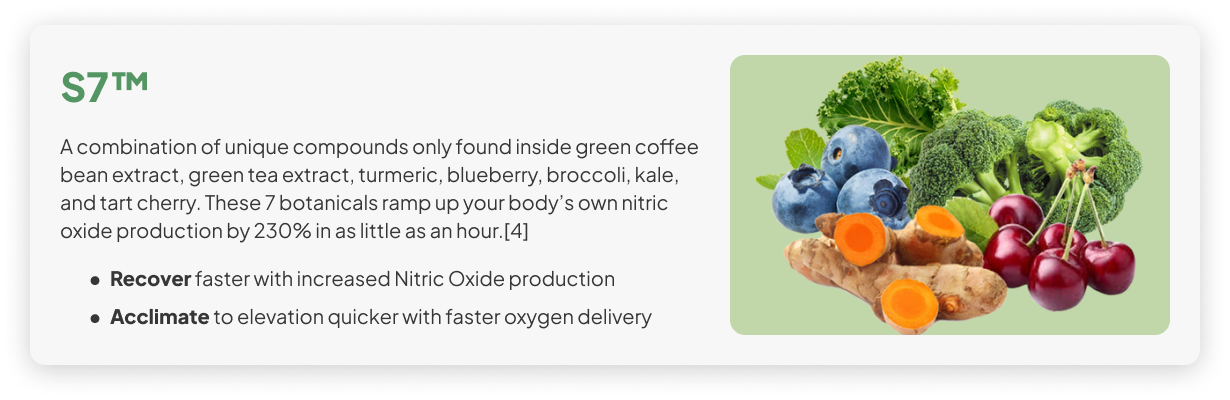 S7™
A combination of unique compounds only found inside green coffee
bean extract, green tea extract, turmeric, blueberry, broccoli, kale,
and tart cherry. These 7 botanicals ramp up your body’s own nitric
oxide production by 230% in as little as an hour.[4]
● Recover faster with increased Nitric Oxide production
● Acclimate to elevation quicker with faster oxygen delivery